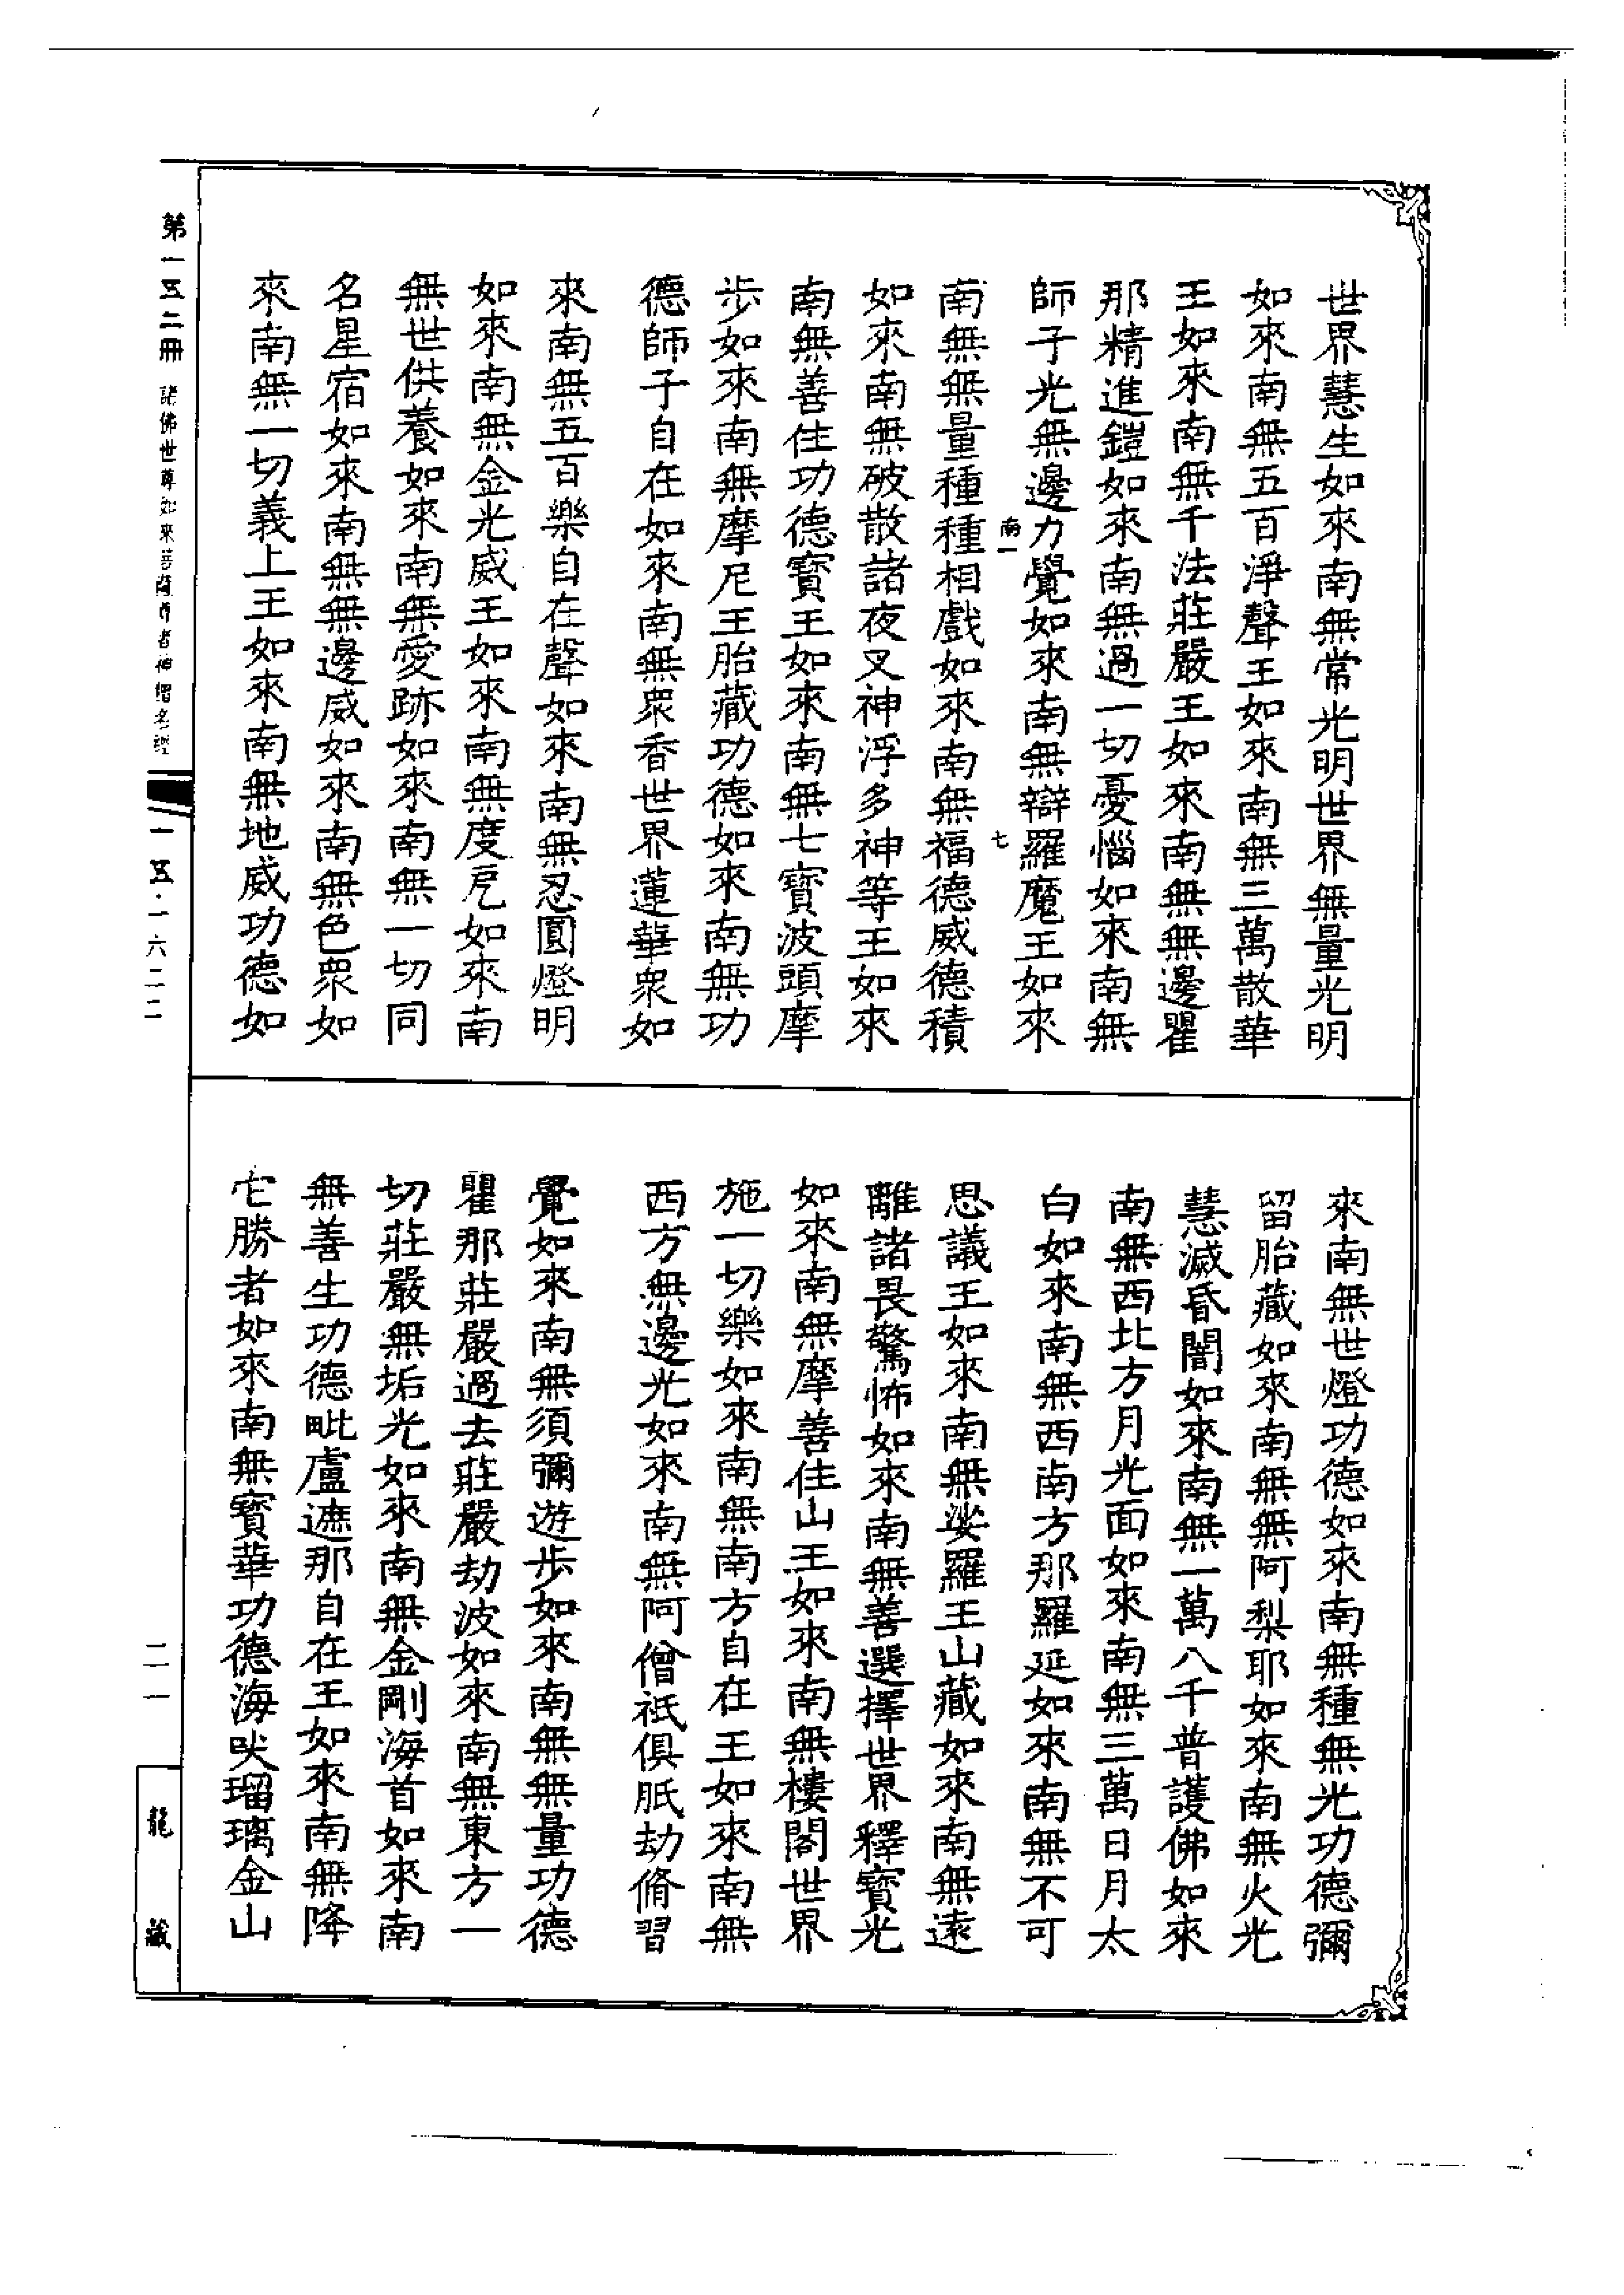 世界慧生如來南無常光明世界無量光明
如來南無五百淨聲王如來南無三萬散華
王如來南無千法莊嚴王如來南無無邊瞿
那精進鎧如來南無過一切憂惱如來南無
師子光無邊力覺如來南無辯羅魔王如來
南一
七
南無無量種種相戲如來南無福德威德積
如來南無破散諸夜叉神浮多神等王如來
南無善住功德寶王如來南無七寶波頭摩
步如來南無摩尼王胎藏功德如來南無功
德師子自在如來南無衆香世界蓮華衆如
來南無五百樂自在聲如來南無忍圓燈明
如來南無金光威王如來南無度厄如來南
無世供養如來南無愛跡如來南無一切同
名星宿如來南無無邊威如來南無色衆如
來南無一切義上王如來南無地威功德如
來南無世燈功德如來南無種無光功德彌
留胎藏如來南無無阿梨耶如來南無火光
慧滅昏闇如來南無一萬八千普護佛如來
南無西北方月光面如來南無三萬日月太
白如來南無西南方那羅延如來南無不可
思議王如來南無娑羅王山藏如來南無遠
離諸畏驚怖如來南無善選擇世界釋寶光
如來南無摩善住山王如來南無樓閣世界
施一切樂如來南無南方自在王如來南無
西方無邊光如來南無阿僧祇俱胝劫脩習
覺如來南無須彌遊步如來南無無量功德
瞿那莊嚴過去莊嚴劫波如來南無東方一
切莊嚴無垢光如來南無金剛海首如來南
無善生功德毗盧遮那自在王如來南無降
它勝者如來南無寶華功德海吠瑠璃金山
第一五二冊 諸佛世尊如來菩薩尊者神僧名經
一五·一六二二
二一
龍藏